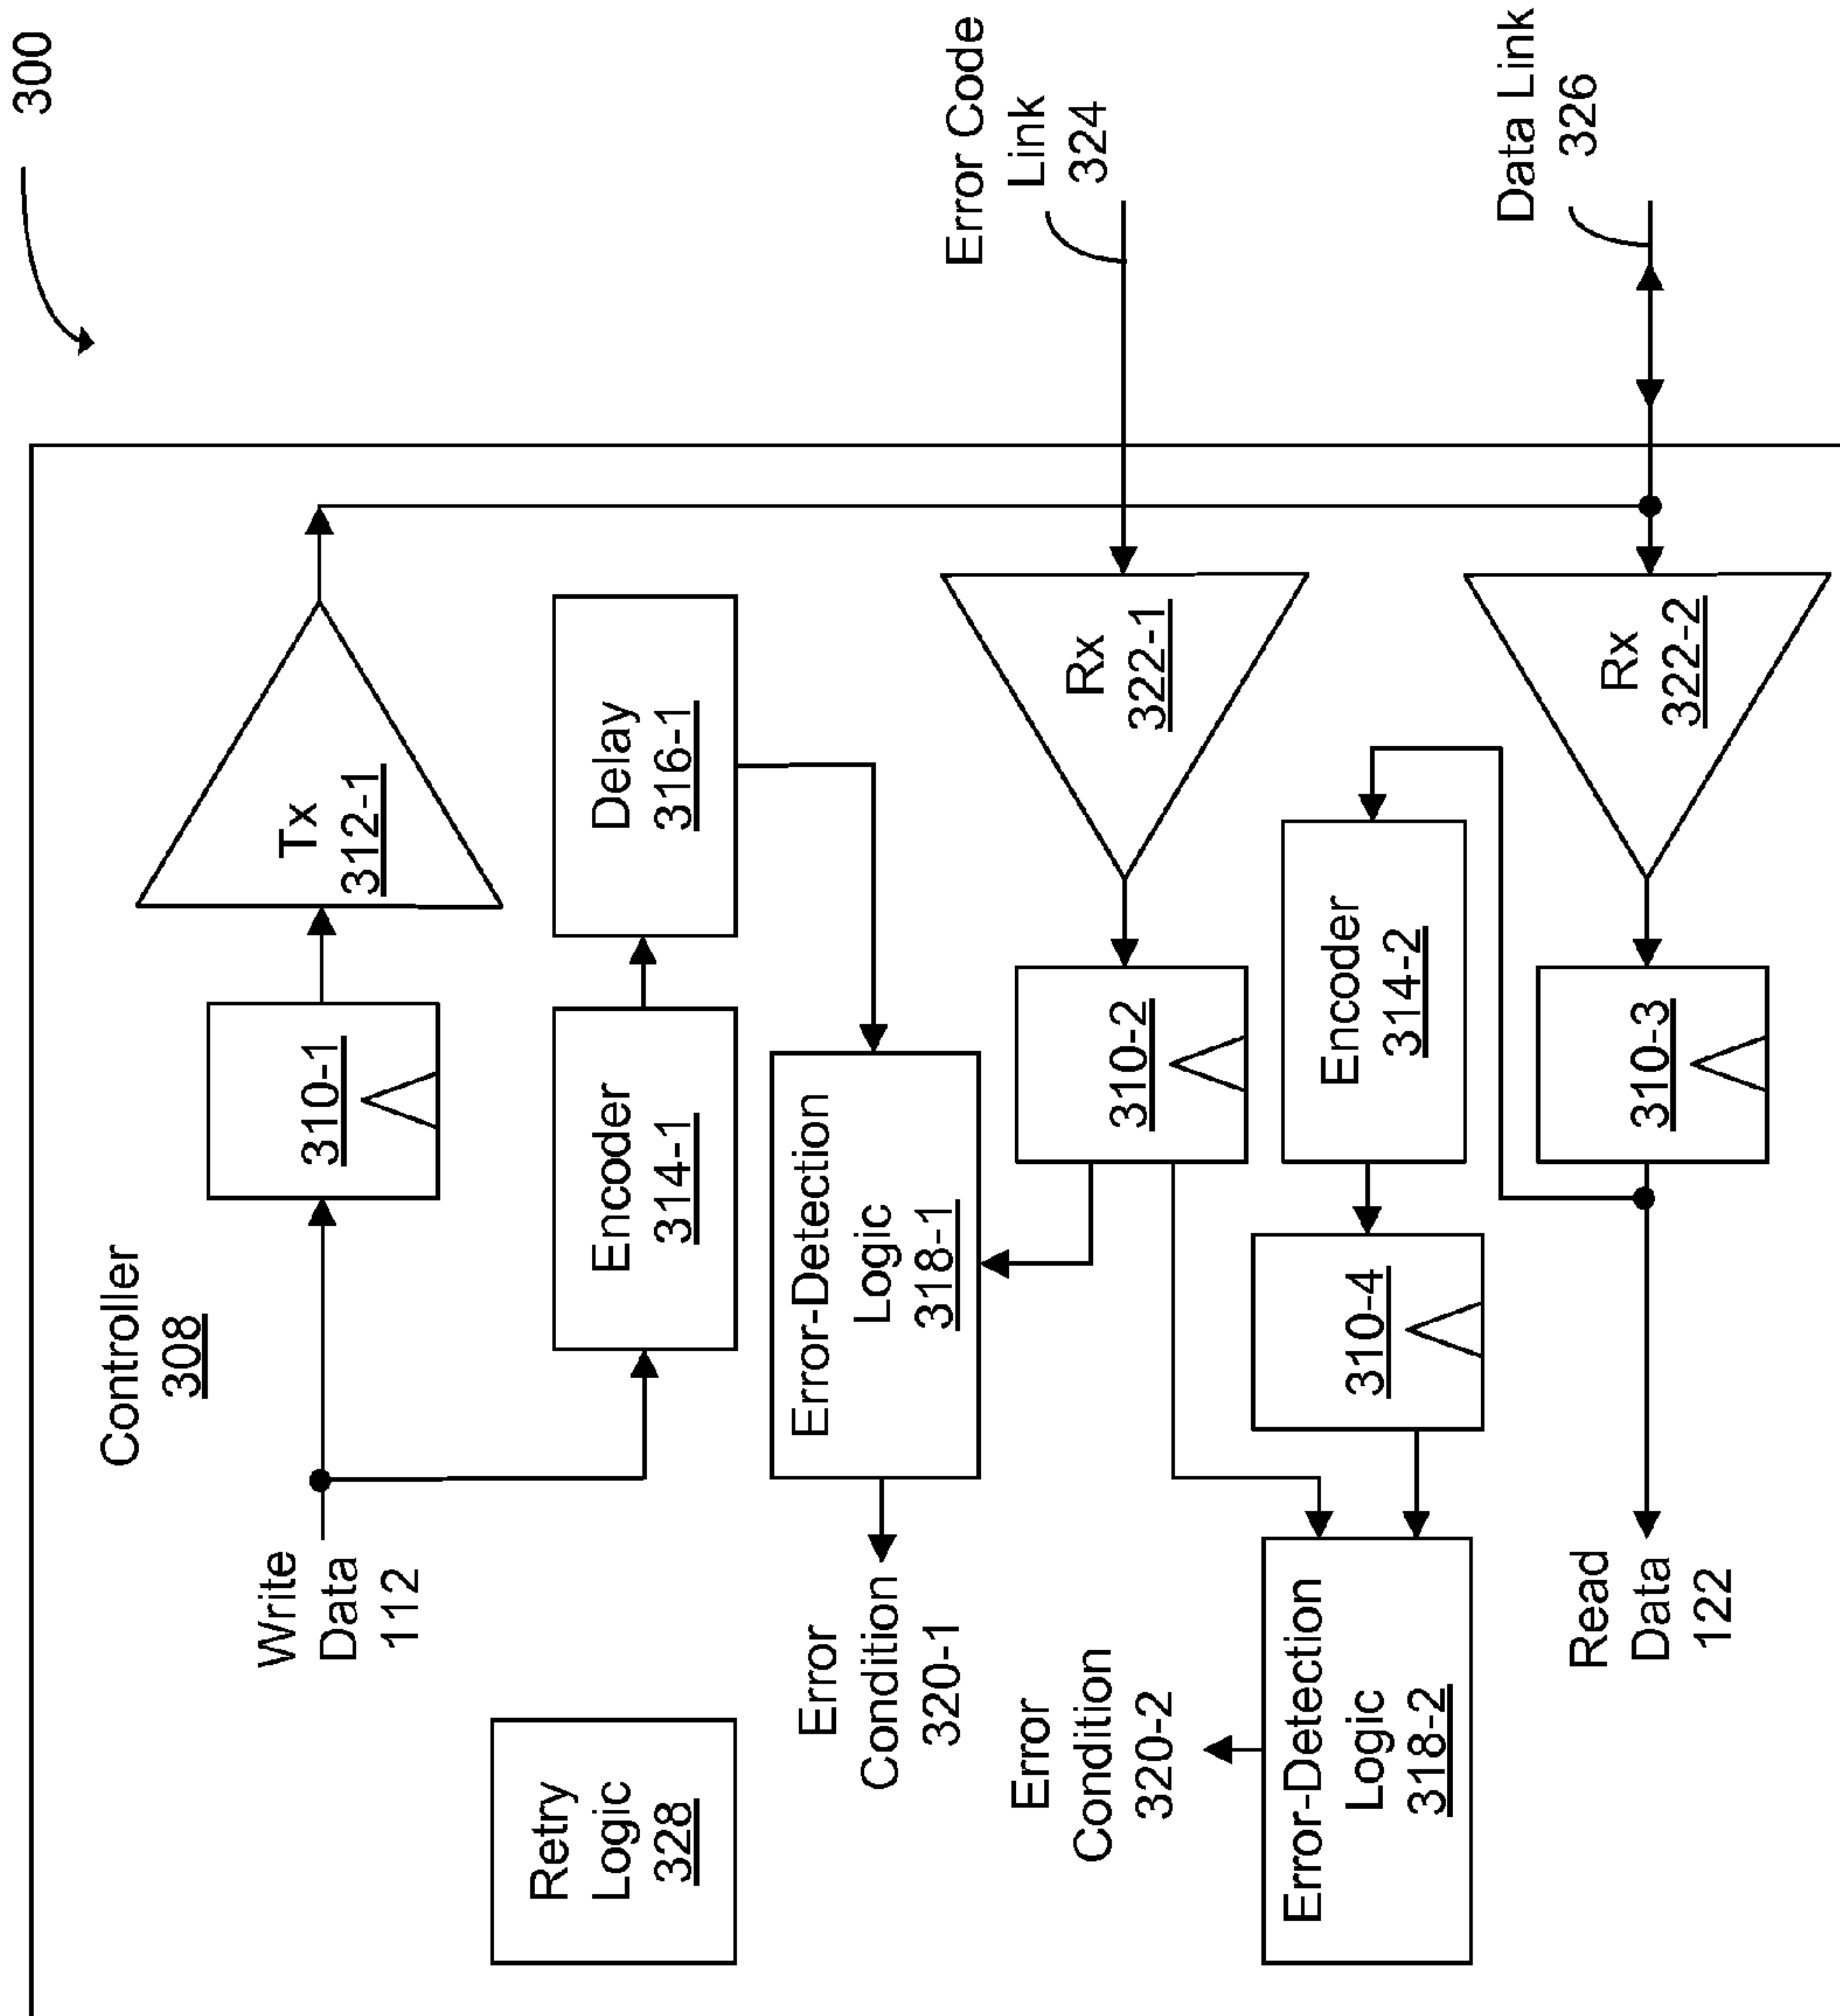 300
Controller
308
Write
Data
112
310-1
Tx
312-1
Retry
Logic
328
Encoder
314-1
Delay
316-1
Error
Condition
320-1
Error-Detection
Logic
318-1
Error Code
Link
324
310-2
Rx
322-1
Error
Condition
320-2
Error-Detection
Logic
318-2
310-4
Encoder
314-2
Read
Data
122
310-3
Rx
322-2
Data Link
326